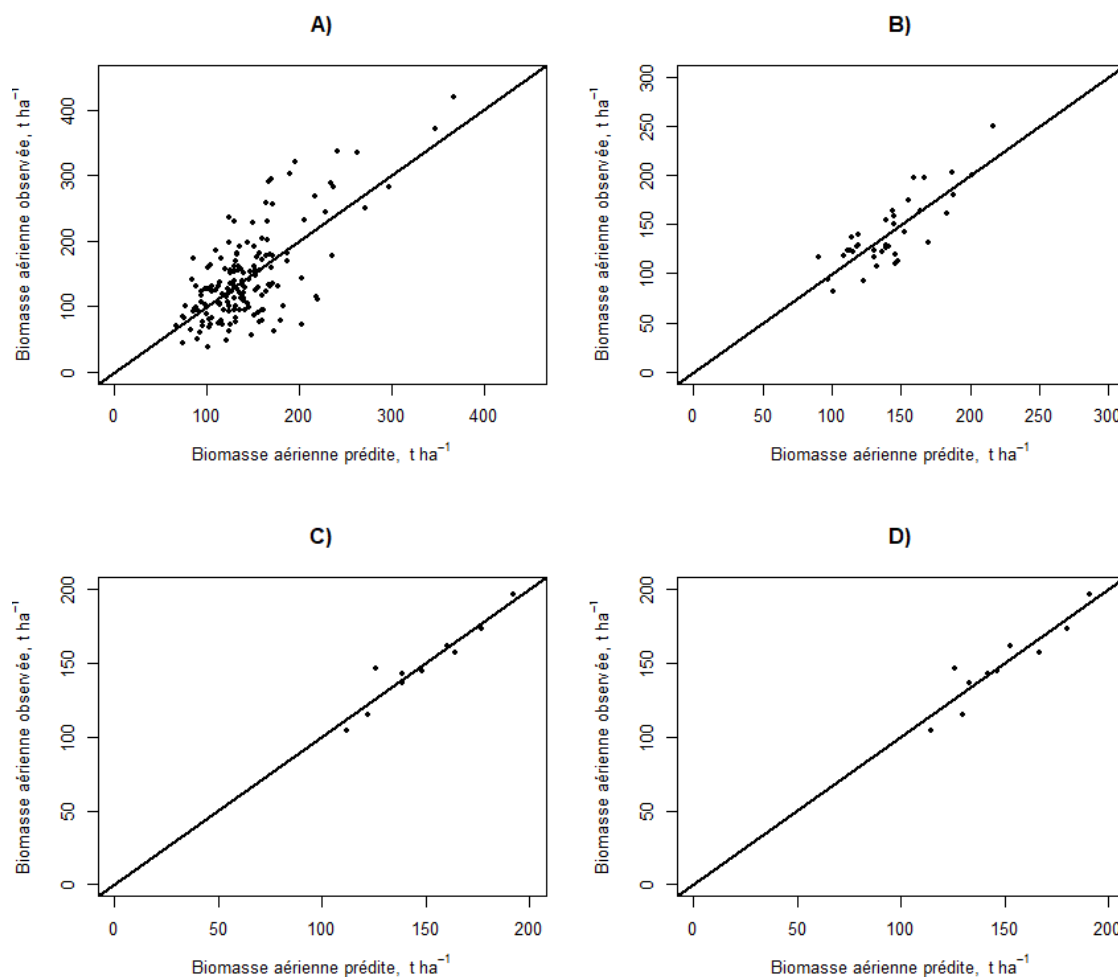 A)
Biomasse aérienne observée, t ha⁻¹
400
300
200
100
0
0 100 200 300 400
Biomasse aérienne prédite, t ha⁻¹
B)
Biomasse aérienne observée, t ha⁻¹
300
250
200
150
100
50
0
0 50 100 150 200 250 300
Biomasse aérienne prédite, t ha⁻¹
C)
Biomasse aérienne observée, t ha⁻¹
200
150
100
50
0
0 50 100 150 200
Biomasse aérienne prédite, t ha⁻¹
D)
Biomasse aérienne observée, t ha⁻¹
200
150
100
50
0
0 50 100 150 200
Biomasse aérienne prédite, t ha⁻¹